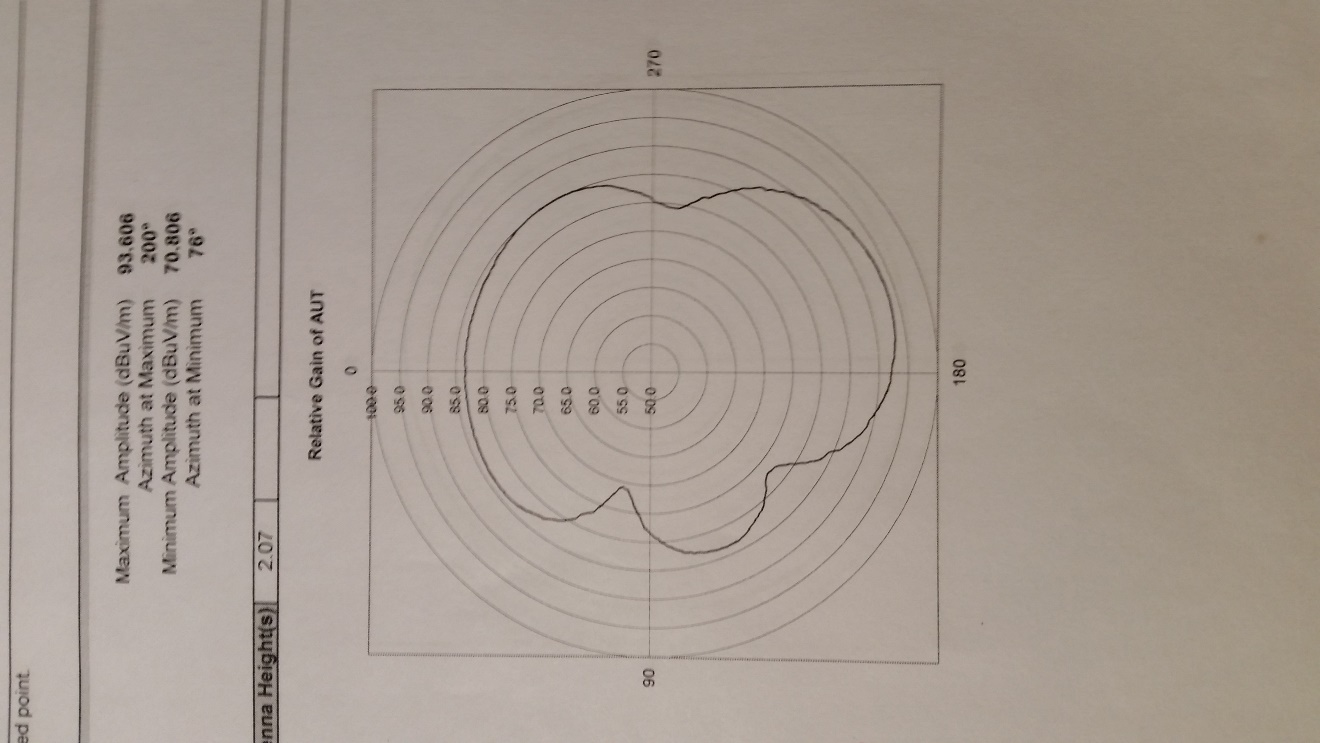 ed point.
Maximum Amplitude (dBuV/m) 93.606
Azimuth at Maximum 200°
Minimum Amplitude (dBuV/m) 70.806
Azimuth at Minimum 76°
nna Height(s) 2.07
Relative Gain of AUT
0
100.0
95.0
90.0
85.0
80.0
75.0
70.0
65.0
60.0
55.0
50.0
90
270
180